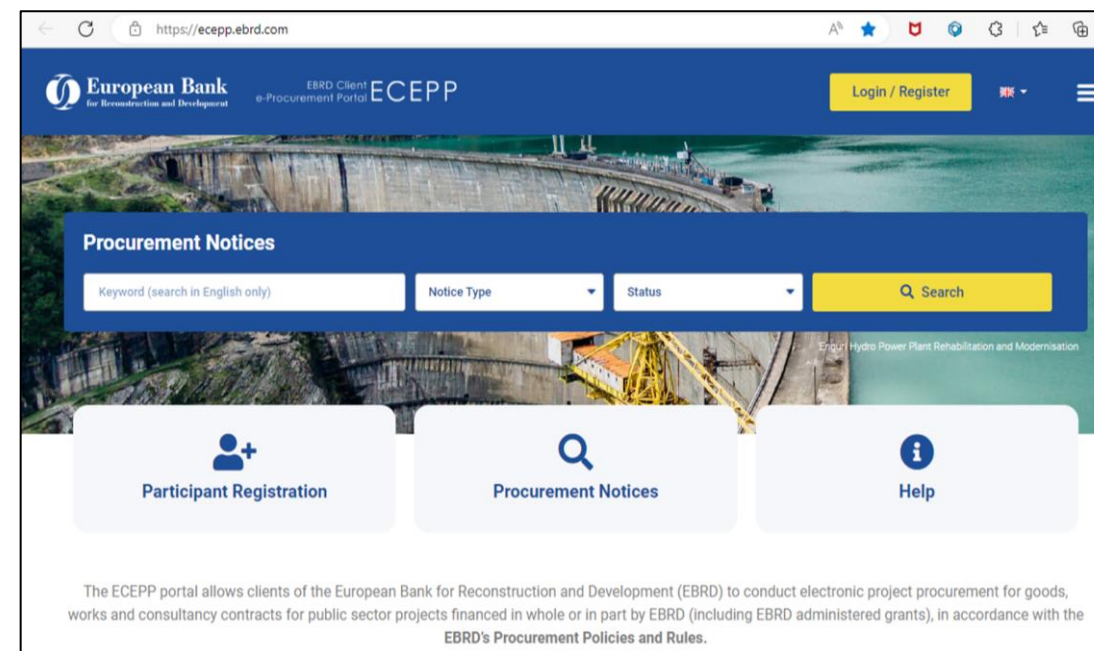 https://ecepp.ebrd.com
European Bank
for Reconstruction and Development
EBRD Client
e-Procurement Portal ECEPP
Login / Register
Procurement Notices
Keyword (search in English only)
Notice Type
Status
Search
Enguri Hydro Power Plant Rehabilitation and Modernisation
Participant Registration
Procurement Notices
Help
The ECEPP portal allows clients of the European Bank for Reconstruction and Development (EBRD) to conduct electronic project procurement for goods,
works and consultancy contracts for public sector projects financed in whole or in part by EBRD (including EBRD administered grants), in accordance with the
EBRD's Procurement Policies and Rules.